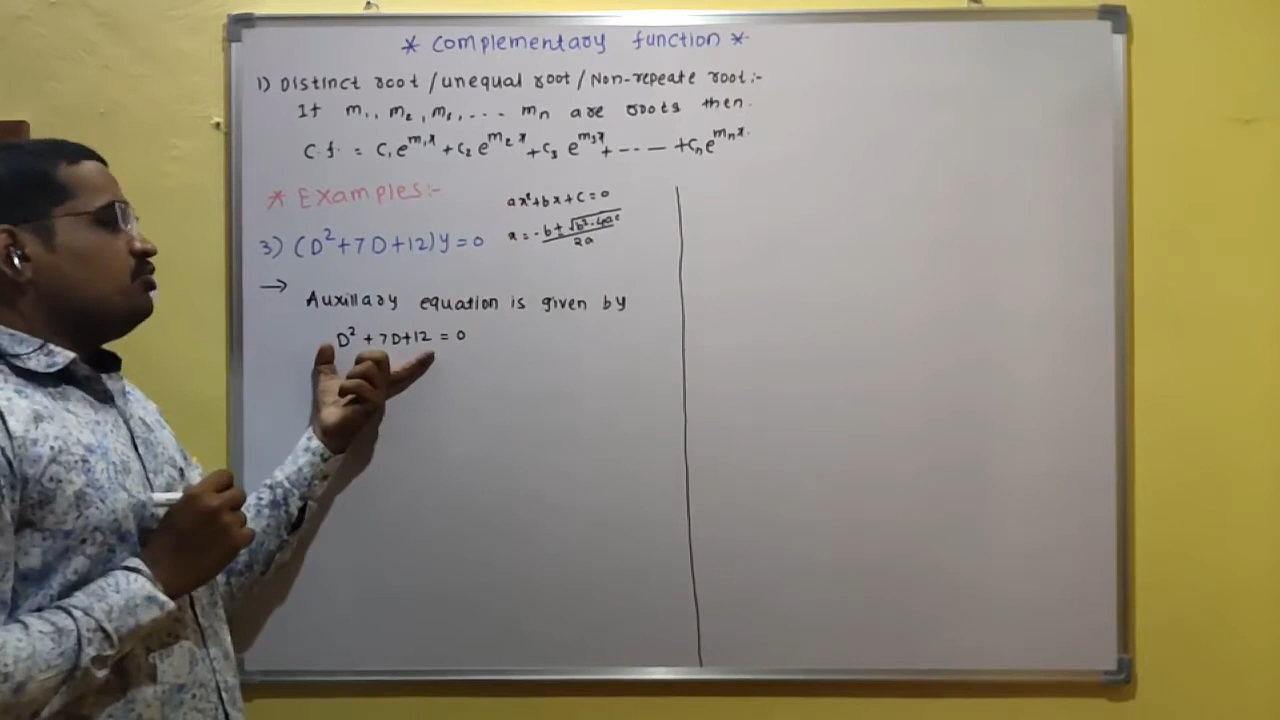 * Complementary function *
1) Distinct root / unequal root / Non-repeate root:-
If m₁, m₂, m₃, ... mₙ are roots then.
C.f. = C₁e^m₁x + C₂e^m₂x + C₃e^m₃x + --- + Cₙe^mₙx.
* Examples:-
ax²+bx+c=0
x = -b±√b²-4ac / 2a
3) (D²+7D+12)y=0
→ Auxillary equation is given by
D²+7D+12=0